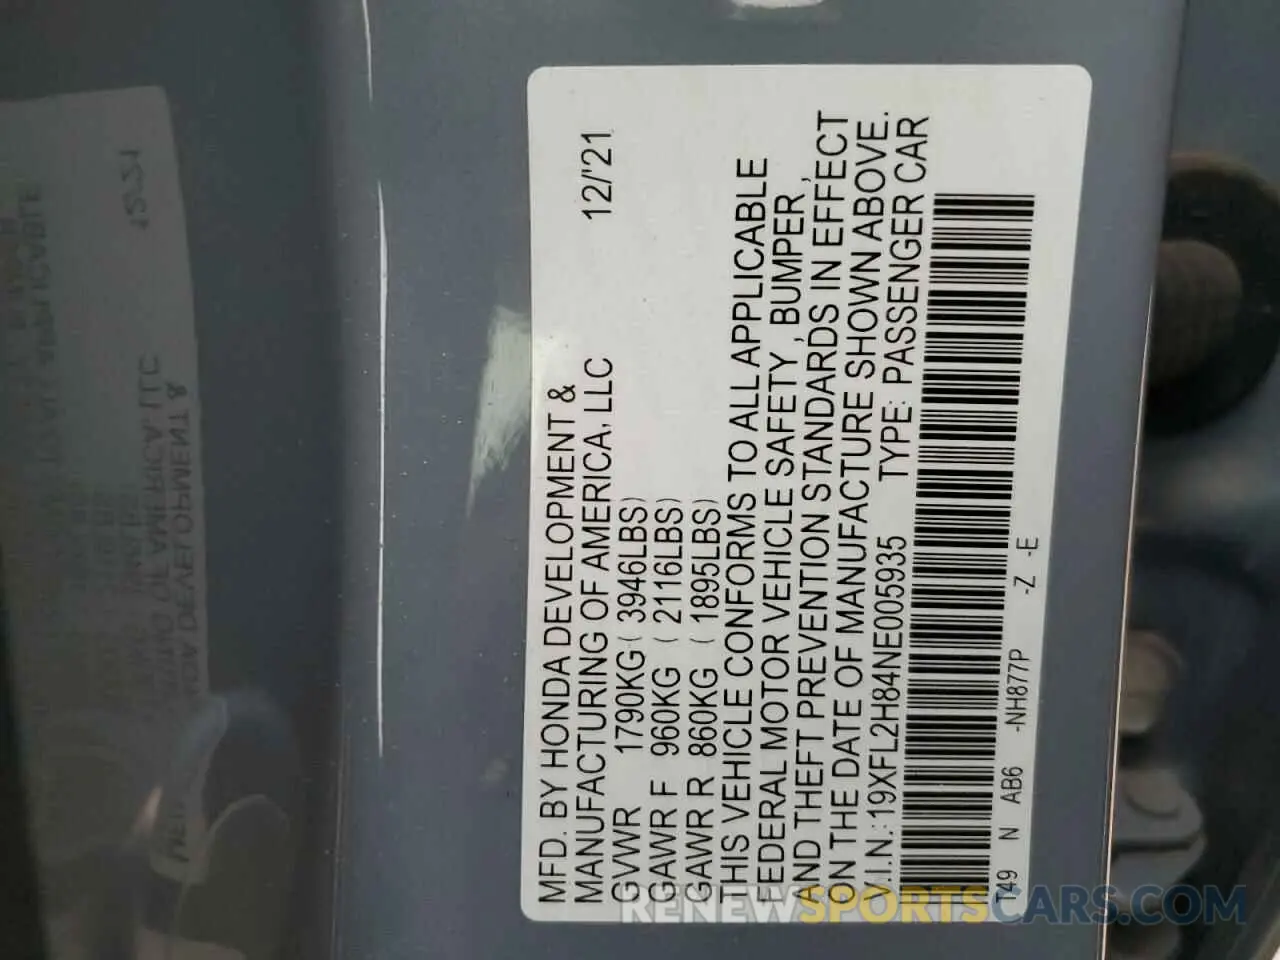 MFD. BY HONDA DEVELOPMENT &
MANUFACTURING OF AMERICA, LLC 12/'21
GVWR 1790KG ( 3946LBS)
GAWR F 960KG ( 2116LBS)
GAWR R 860KG ( 1895LBS)
THIS VEHICLE CONFORMS TO ALL APPLICABLE
FEDERAL MOTOR VEHICLE SAFETY , BUMPER ,
AND THEFT PREVENTION STANDARDS IN EFFECT
ON THE DATE OF MANUFACTURE SHOWN ABOVE.
V.I.N.: 19XFL2H84NE005935 TYPE: PASSENGER CAR
T49 N AB6 -NH877P -Z -E
RENEWSPORTSCARS.COM